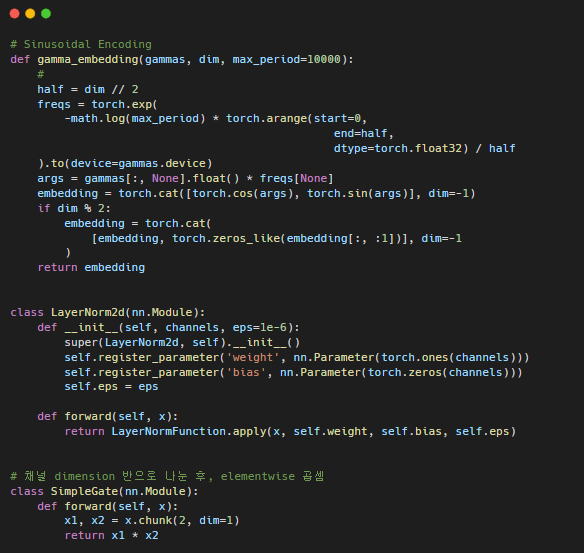 # Sinusoidal Encoding
def gamma_embedding(gammas, dim, max_period=10000):
    #
    half = dim // 2
    freqs = torch.exp(
        -math.log(max_period) * torch.arange(start=0,
                                                end=half,
                                                dtype=torch.float32) / half
    ).to(device=gammas.device)
    args = gammas[:, None].float() * freqs[None]
    embedding = torch.cat([torch.cos(args), torch.sin(args)], dim=-1)
    if dim % 2:
        embedding = torch.cat(
            [embedding, torch.zeros_like(embedding[:, :1])], dim=-1
        )
    return embedding
class LayerNorm2d(nn.Module):
    def __init__(self, channels, eps=1e-6):
        super(LayerNorm2d, self).__init__()
        self.register_parameter('weight', nn.Parameter(torch.ones(channels)))
        self.register_parameter('bias', nn.Parameter(torch.zeros(channels)))
        self.eps = eps
    def forward(self, x):
        return LayerNormFunction.apply(x, self.weight, self.bias, self.eps)
# 채널 dimension 반으로 나눈 후, elementwise 곱셈
class SimpleGate(nn.Module):
    def forward(self, x):
        x1, x2 = x.chunk(2, dim=1)
        return x1 * x2